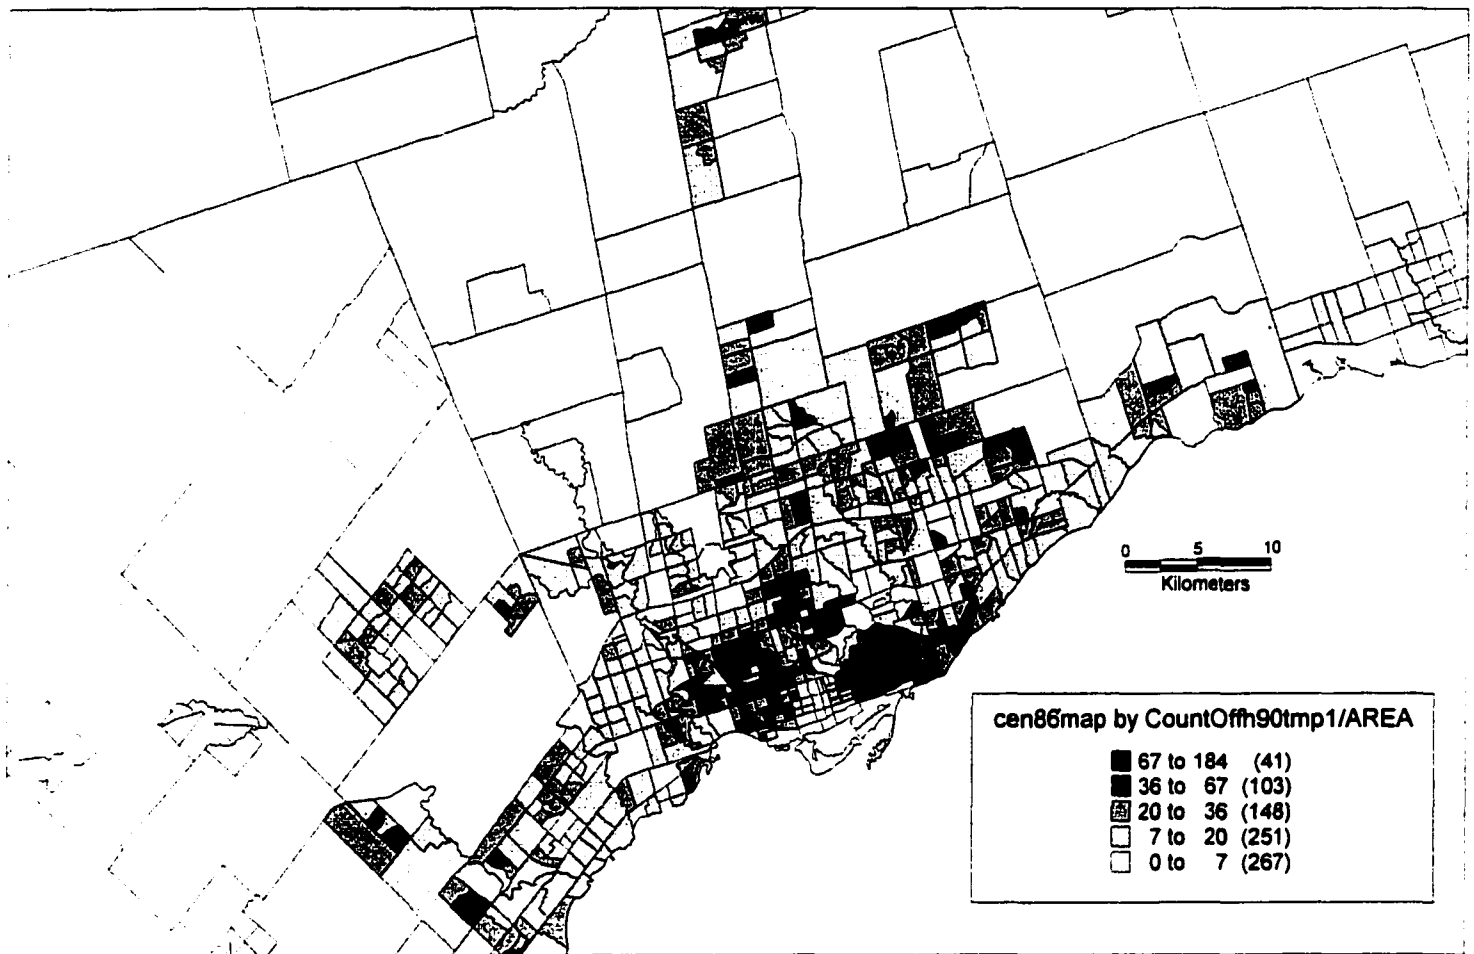 0 5 10
Kilometers
cen86map by CountOffh90tmp1/AREA
67 to 184 (41)
36 to 67 (103)
20 to 36 (148)
7 to 20 (251)
0 to 7 (267)